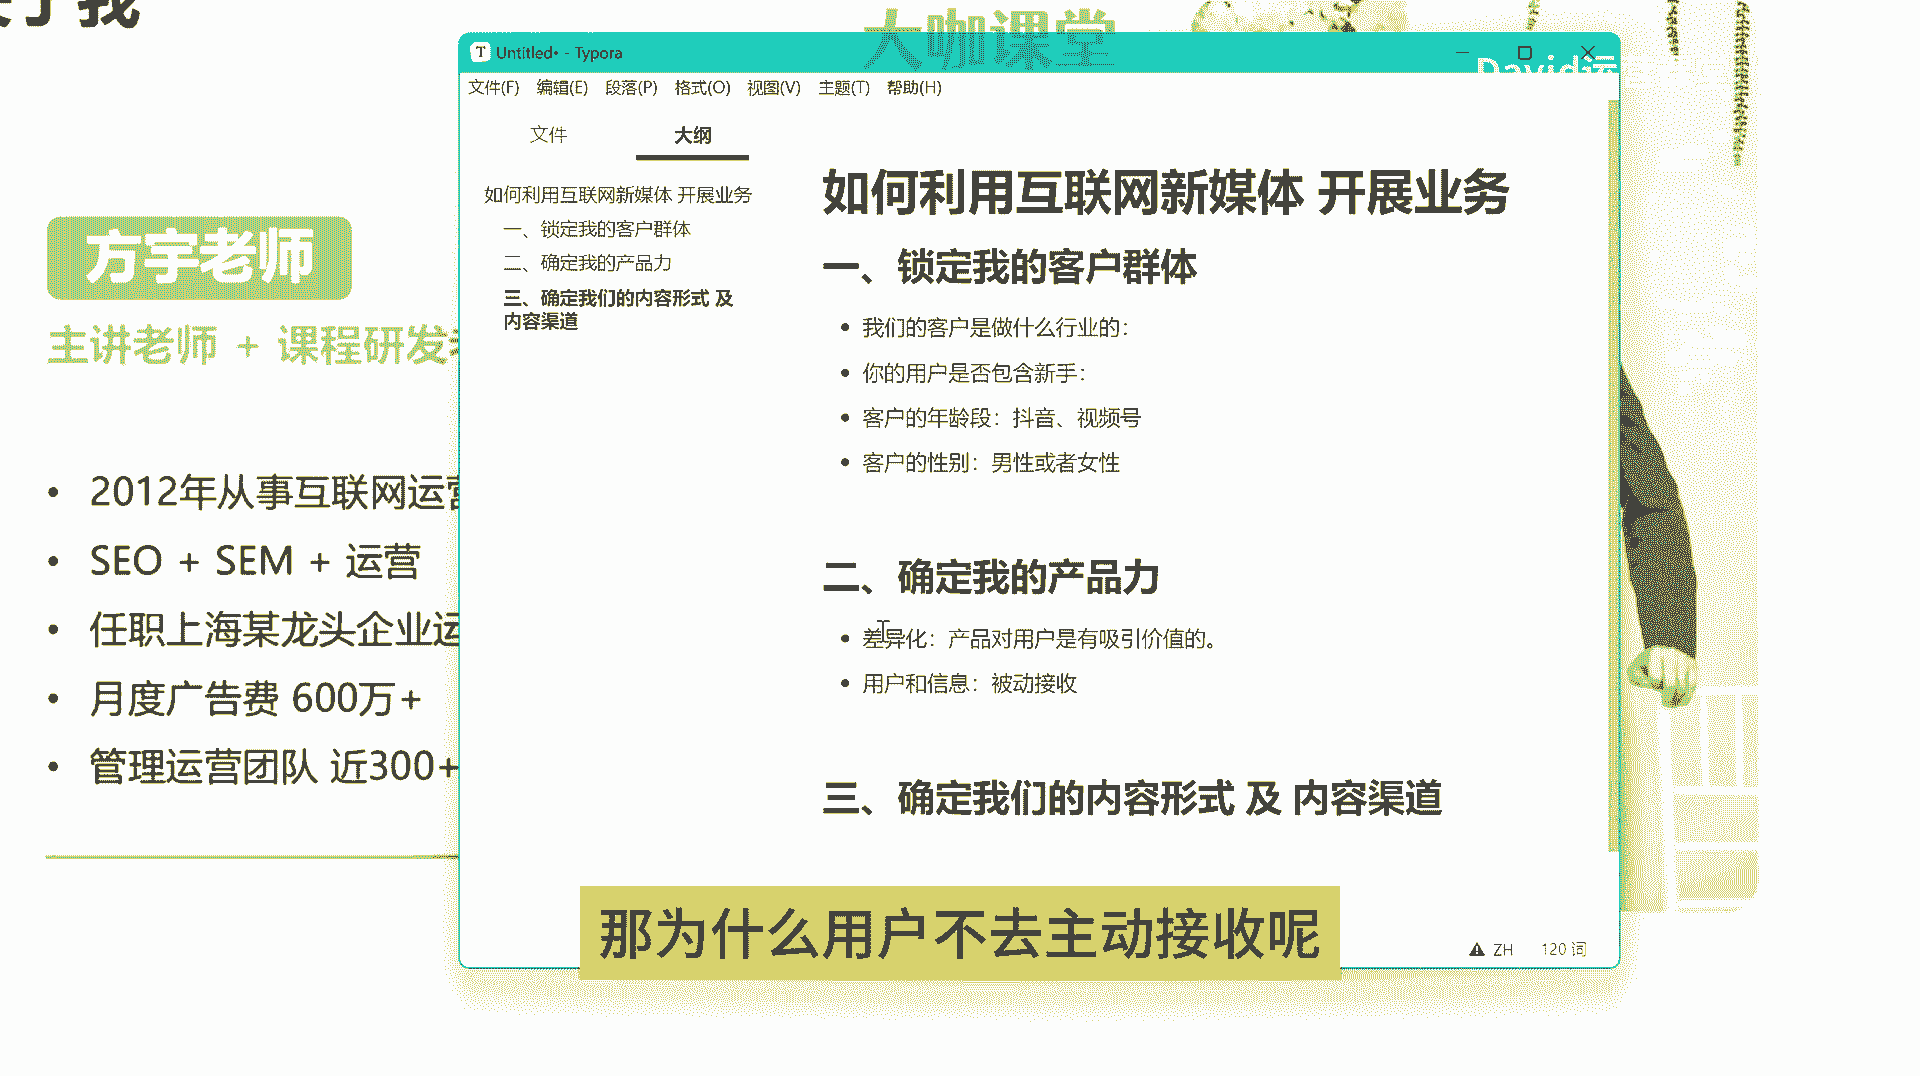 大咖课堂
Untitled• - Typora
文件(F) 编辑(E) 段落(P) 格式(O) 视图(V) 主题(T) 帮助(H)
文件 大纲
如何利用互联网新媒体 开展业务
一、锁定我的客户群体
二、确定我的产品力
三、确定我们的内容形式 及
内容渠道
如何利用互联网新媒体 开展业务
一、锁定我的客户群体
• 我们的客户是做什么行业的：
• 你的用户是否包含新手：
• 客户的年龄段：抖音、视频号
• 客户的性别：男性或者女性
二、确定我的产品力
• 差异化：产品对用户是有吸引价值的。
• 用户和信息：被动接收
三、确定我们的内容形式 及 内容渠道
ZH 120 词
方宇老师
主讲老师 + 课程研发
• 2012年从事互联网运营
• SEO + SEM + 运营
• 任职上海某龙头企业运
• 月度广告费 600万+
• 管理运营团队 近300+
那为什么用户不去主动接收呢